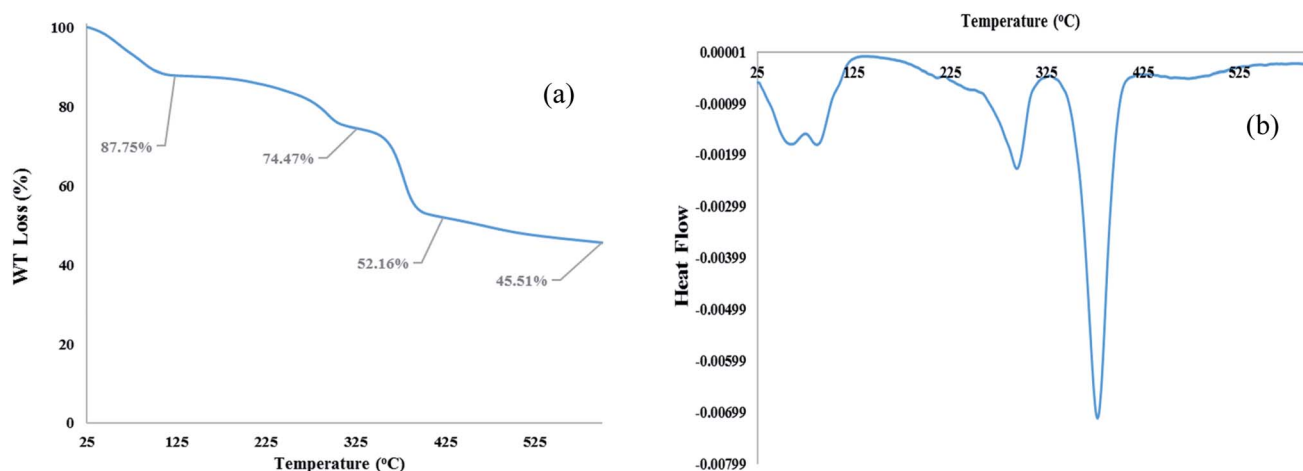 100
80
60
40
20
0
WT Loss (%)
87.75%
74.47%
52.16%
45.51%
(a)
25 125 225 325 425 525
Temperature (ºC)
Temperature (ºC)
0.00001
-0.00099
-0.00199
-0.00299
-0.00399
-0.00499
-0.00599
-0.00699
-0.00799
Heat Flow
25 125 225 325 425 525
(b)